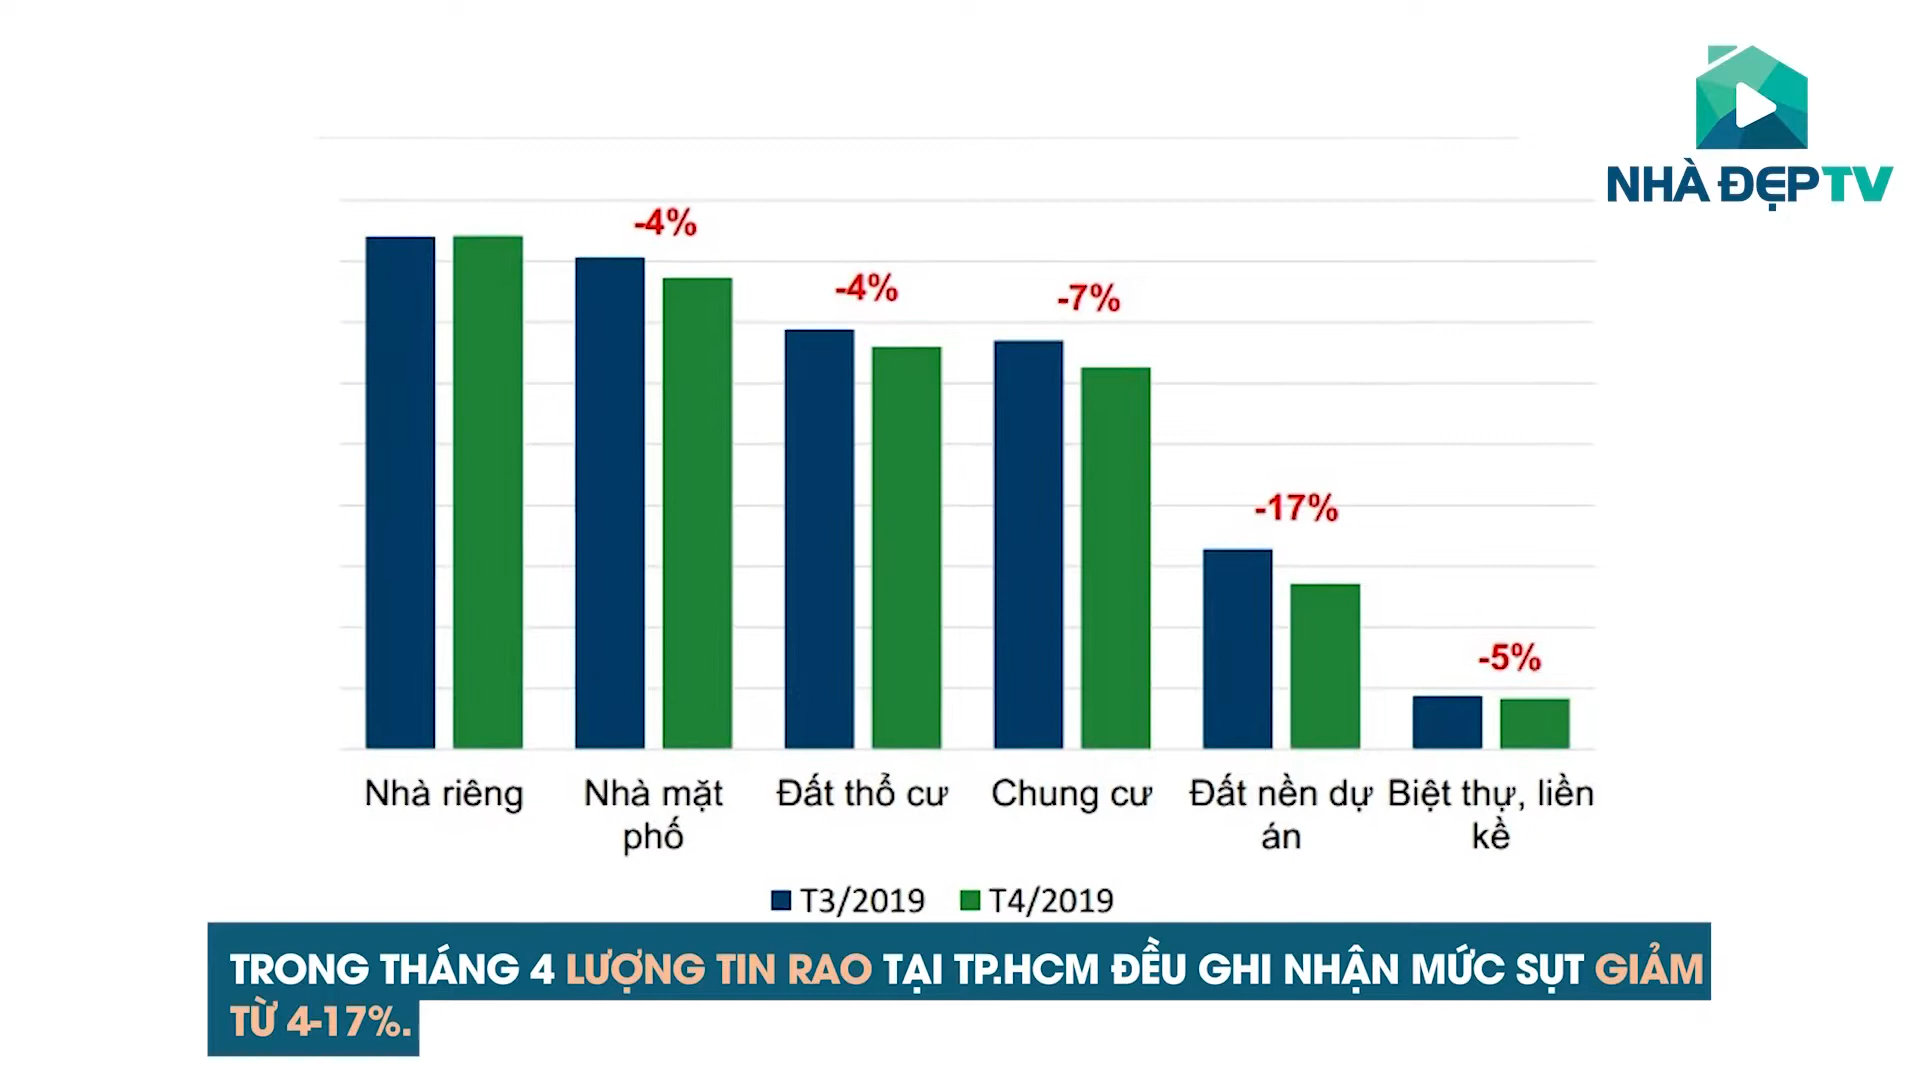 NHÀ ĐẸP TV
-4%
-4%
-7%
-17%
-5%
Nhà riêng
Nhà mặt phố
Đất thổ cư
Chung cư
Đất nền dự án
Biệt thự, liền kề
T3/2019
T4/2019
TRONG THÁNG 4 LƯỢNG TIN RAO TẠI TP.HCM ĐỀU GHI NHẬN MỨC SỤT GIẢM
TỪ 4-17%.